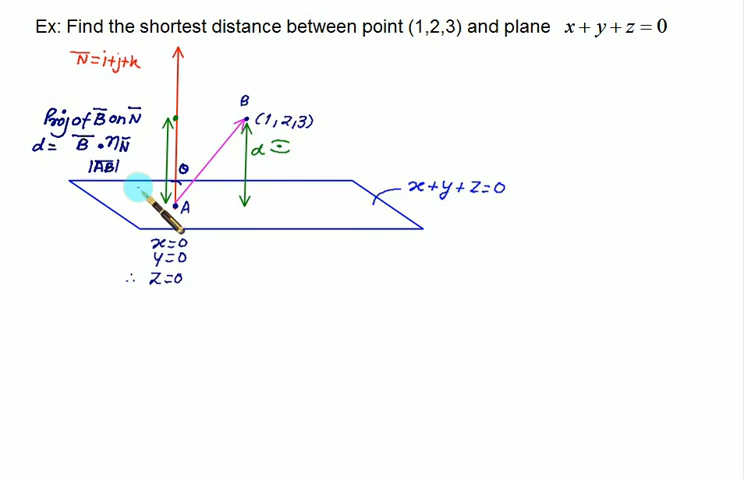 Ex: Find the shortest distance between point (1,2,3) and plane x + y + z = 0
N̅ = i+j+k
B
(1,2,3)
Proj of B̅ on N̅
d = B̅ • n_N̅
|A̅B̅|
d =
θ
A
x+y+z=0
x=0
y=0
∴ z=0